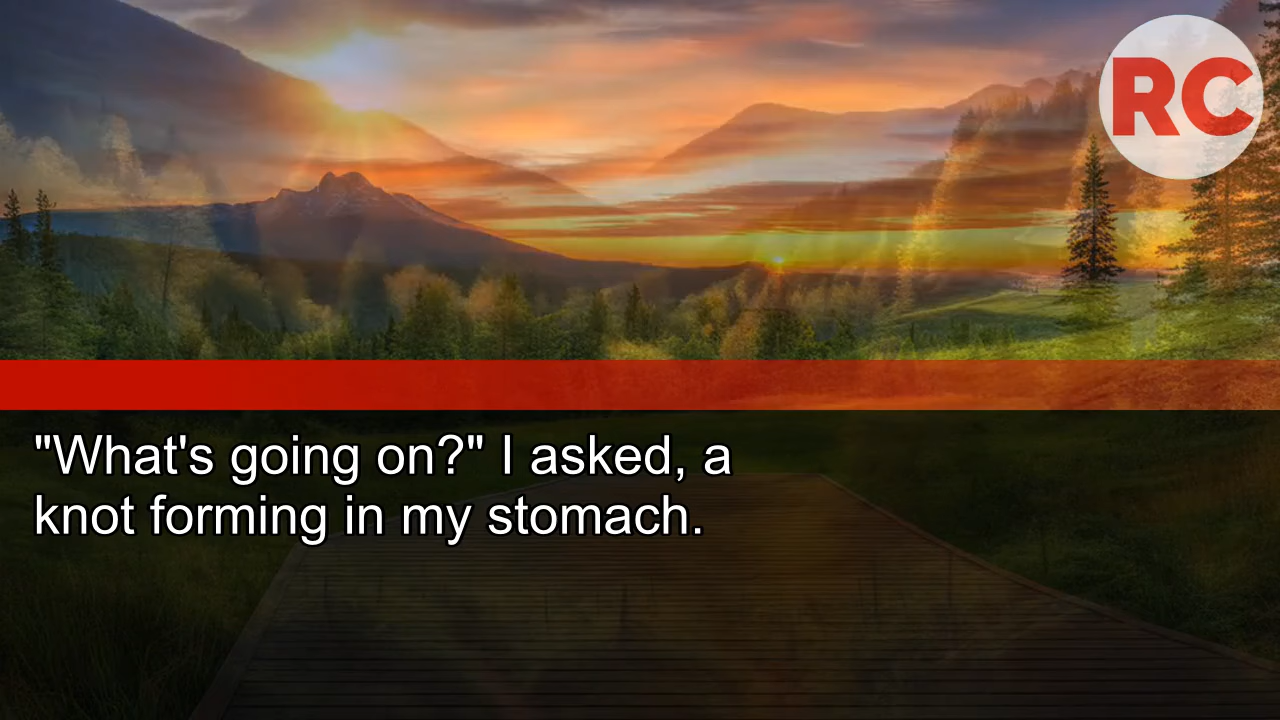 RC
"What's going on?" I asked, a
knot forming in my stomach.